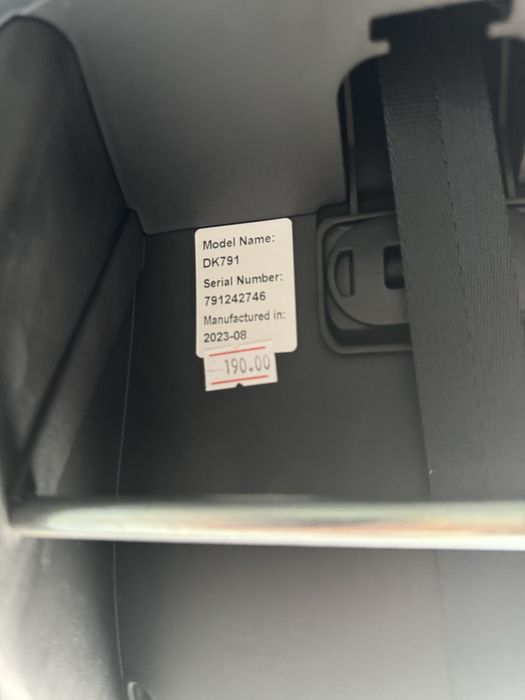 Model Name:
DK791
Serial Number:
791242746
Manufactured in:
2023-08
190.00